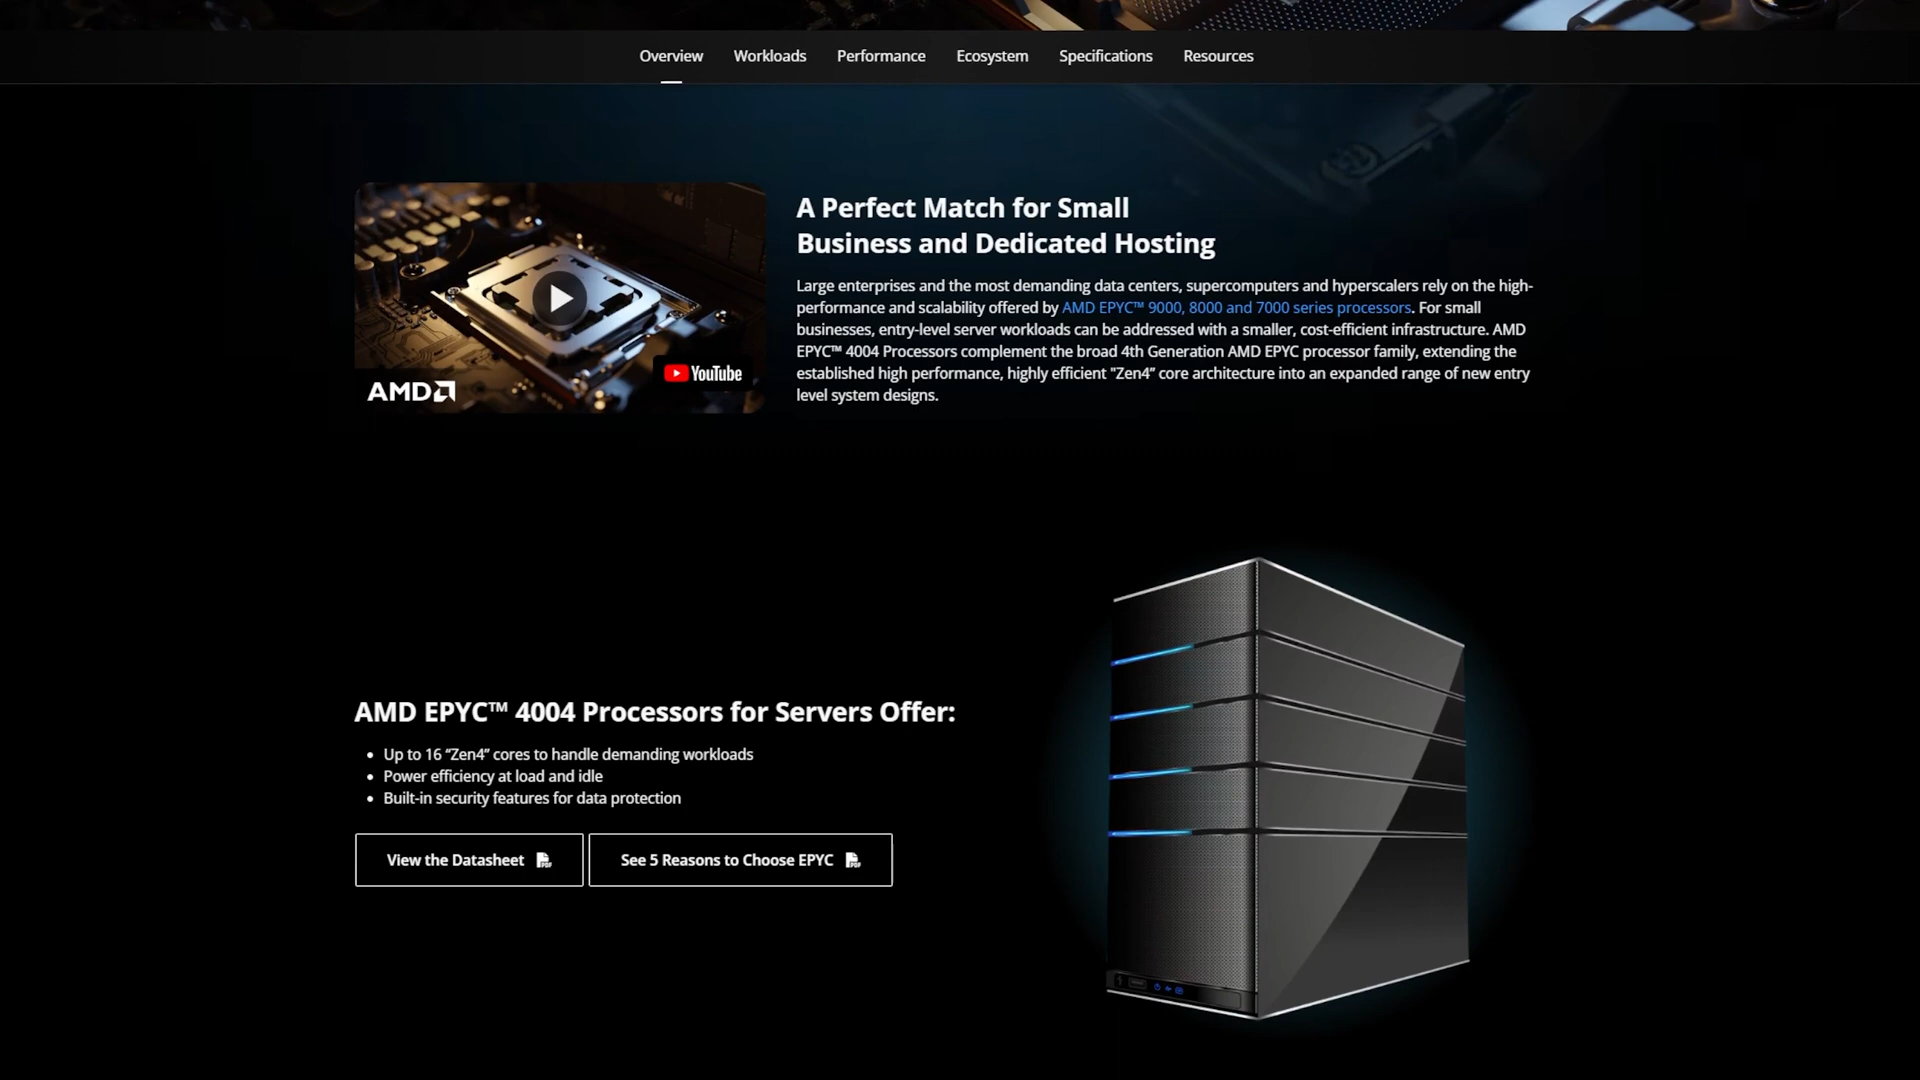 Overview Workloads Performance Ecosystem Specifications Resources
AMD
YouTube
A Perfect Match for Small
Business and Dedicated Hosting
Large enterprises and the most demanding data centers, supercomputers and hyperscalers rely on the high-
performance and scalability offered by AMD EPYC™ 9000, 8000 and 7000 series processors. For small
businesses, entry-level server workloads can be addressed with a smaller, cost-efficient infrastructure. AMD
EPYC™ 4004 Processors complement the broad 4th Generation AMD EPYC processor family, extending the
established high performance, highly efficient "Zen4” core architecture into an expanded range of new entry
level system designs.
AMD EPYC™ 4004 Processors for Servers Offer:
• Up to 16 “Zen4” cores to handle demanding workloads
• Power efficiency at load and idle
• Built-in security features for data protection
View the Datasheet PDF See 5 Reasons to Choose EPYC PDF